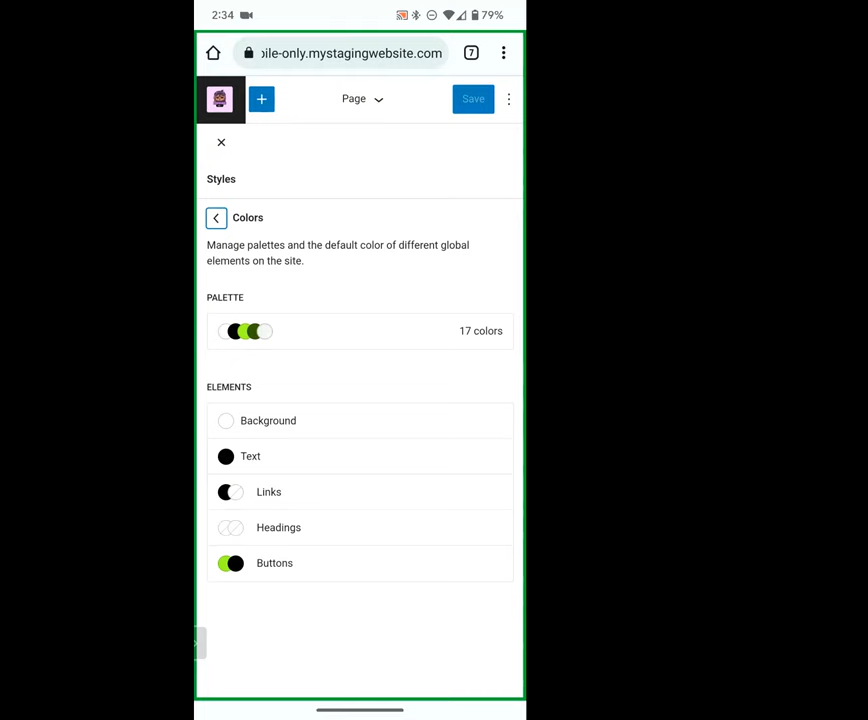 2:34
79%
bile-only.mystagingwebsite.com
7
Page
Save
Styles
Colors
Manage palettes and the default color of different global
elements on the site.
PALETTE
17 colors
ELEMENTS
Background
Text
Links
Headings
Buttons